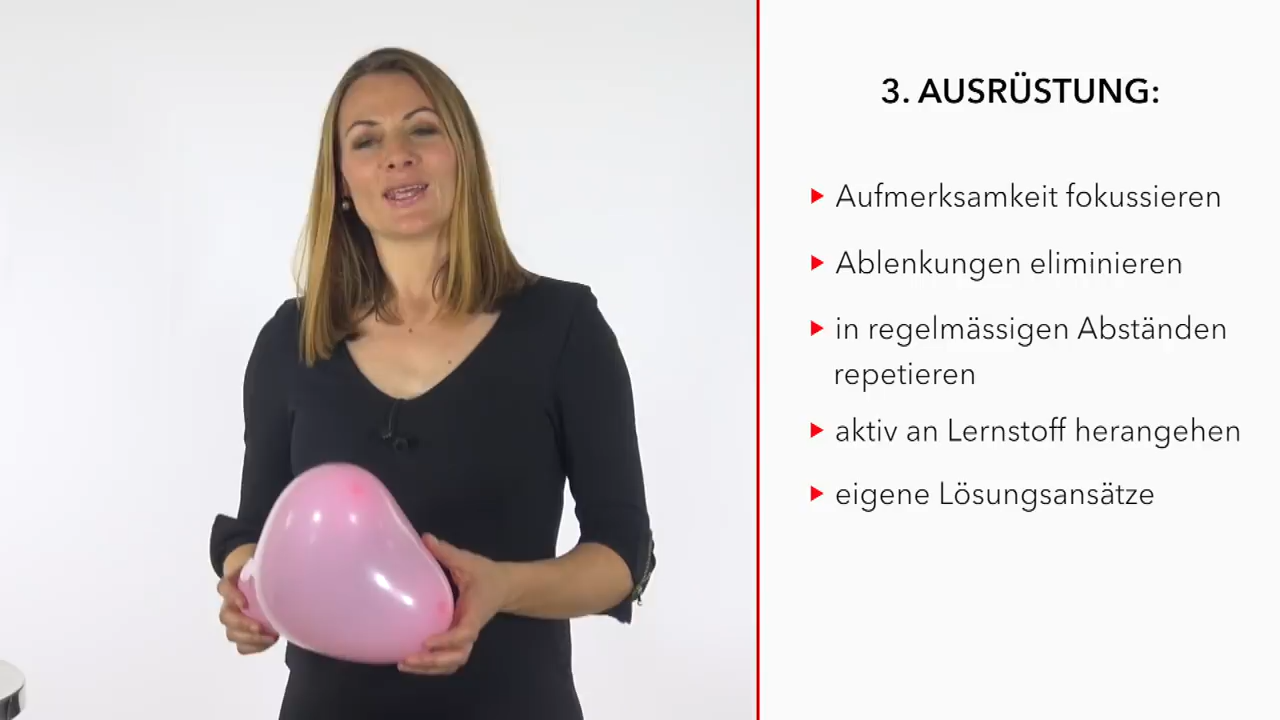 3. AUSRÜSTUNG:
Aufmerksamkeit fokussieren
Ablenkungen eliminieren
in regelmässigen Abständen
repetieren
aktiv an Lernstoff herangehen
eigene Lösungsansätze